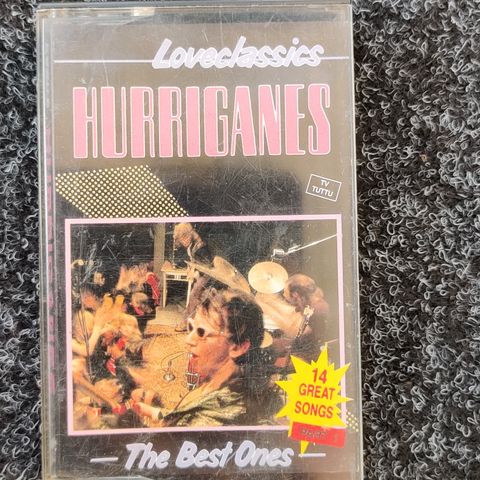 Loveclassics
HURRIGANES
TV
TUTTU
14
GREAT
SONGS
The Best Ones